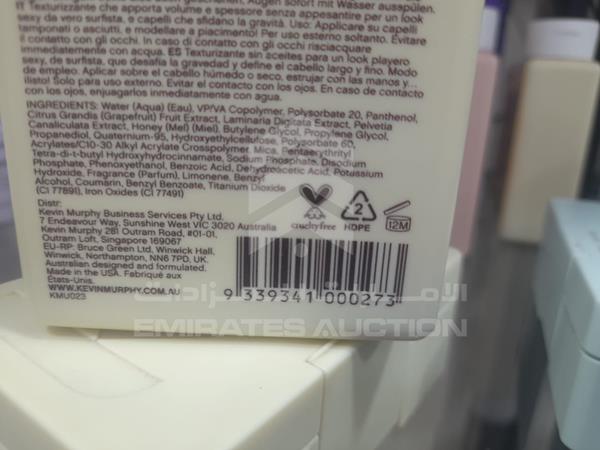 IT Texturizzante che apporta volume e spessore senza appesantire per un look
sexy da vero surfista, e capelli che sfidano la gravità. Uso: Applicare su capelli
tamponati o asciutti, e modellare a piacimento! Per uso esterno soltanto. Evitare
il contatto con gli occhi. In caso di contatto con gli occhi risciacquare
immediatamente con acqua. ES Texturizante sin aceites para un look playero
sexy, de surfista, que desafía la gravedad y define el cabello largo y fino. Modo
de empleo: Aplicar sobre el cabello húmedo o seco, estrujar con las manos y...
¡listo! Solo para uso externo. Evitar el contacto con los ojos. En caso de contacto
con los ojos, enjuagarlos inmediatamente con agua.
INGREDIENTS: Water (Aqua) (Eau), VP/VA Copolymer, Polysorbate 20, Panthenol,
Citrus Grandis (Grapefruit) Fruit Extract, Laminaria Digitata Extract, Pelvetia
Canaliculata Extract, Honey (Mel) (Miel), Butylene Glycol, Propylene Glycol,
Propanediol, Quaternium-95, Hydroxyethylcellulose, Polysorbate 60,
Acrylates/C10-30 Alkyl Acrylate Crosspolymer, Mica, Pentaerythrityl
Tetra-di-t-butyl Hydroxyhydrocinnamate, Sodium Phosphate, Disodium
Phosphate, Phenoxyethanol, Benzoic Acid, Dehydroacetic Acid, Potassium
Hydroxide, Fragrance (Parfum), Limonene, Benzyl
Alcohol, Coumarin, Benzyl Benzoate, Titanium Dioxide
(CI 77891), Iron Oxides (CI 77491)
Distr:
Kevin Murphy Business Services Pty Ltd.
7 Endeavour Way, Sunshine West VIC 3020 Australia
Kevin Murphy 281 Outram Road, #01-01,
Outram Loft, Singapore 169067
EU-RP: Bruce Green Ltd, Winwick Hall,
Winwick, Northampton, NN6 7PD, UK.
Australian designed and formulated.
Made in the USA. Fabriqué aux
États-Unis.
WWW.KEVINMURPHY.COM.AU
KMU023
Cruelty free
2
HDPE
12M
9 339341 000273
الإمارات للمزادات
EMIRATES AUCTION